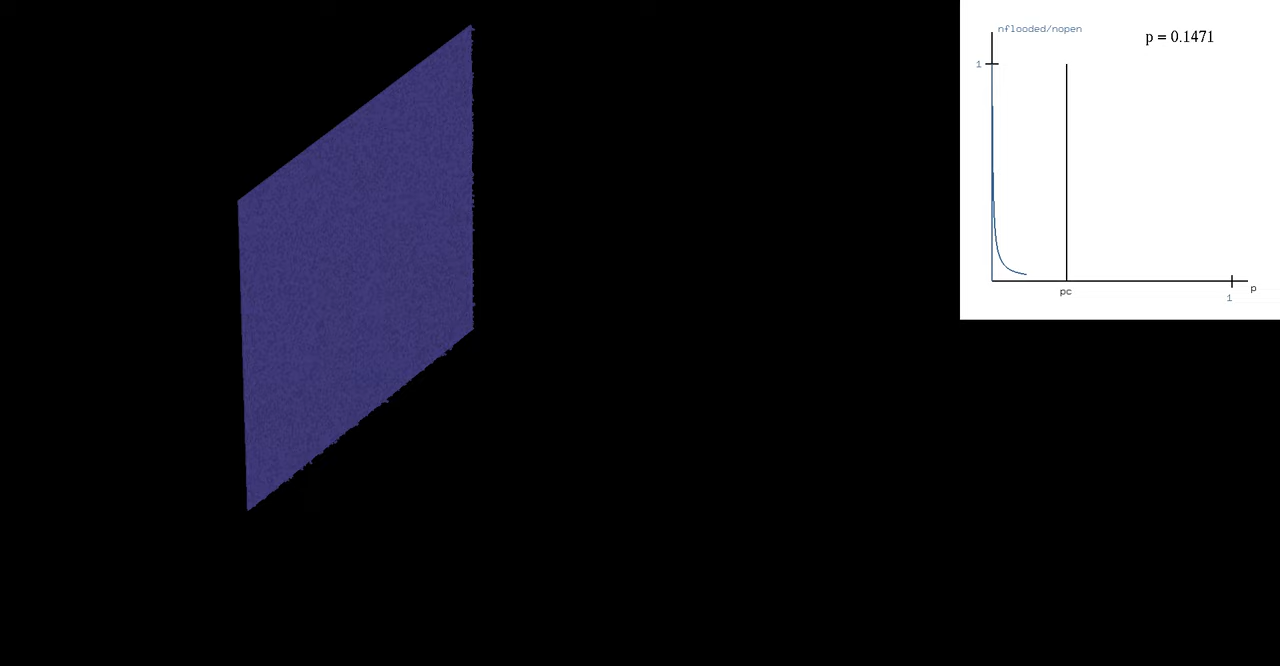 nflooded/nopen
p = 0.1471
1
pc
p
1